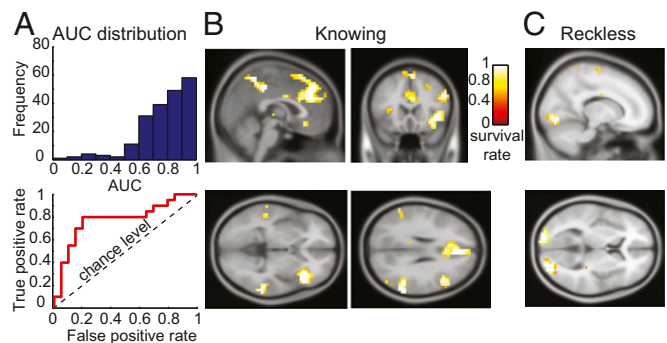 A
AUC distribution
B
Knowing
C
Reckless
80
60
40
20
0
Frequency
0 0.2 0.4 0.6 0.8 1
AUC
1
0.8
0.4
0
survival rate
1
0.8
0.6
0.4
0.2
0
True positive rate
chance level
0 0.2 0.4 0.6 0.8 1
False positive rate